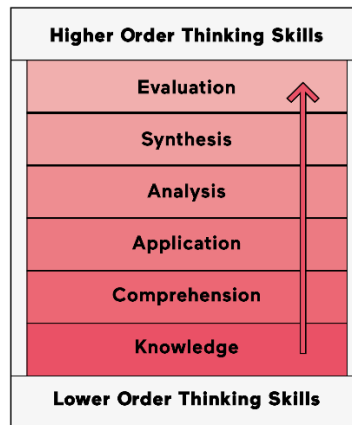 Higher Order Thinking Skills
Evaluation
Synthesis
Analysis
Application
Comprehension
Knowledge
Lower Order Thinking Skills